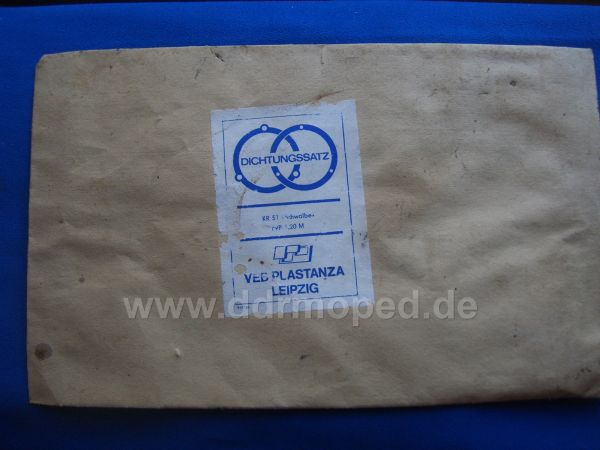 DICHTUNGSSATZ
KR 51
M
VEB PLASTANZA
LEIPZIG
www.ddrmoped.de